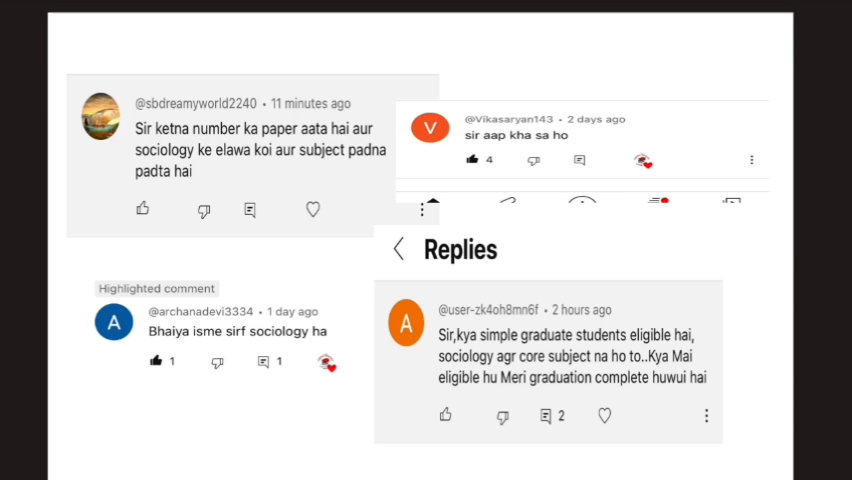 @sbdreamyworld2240 • 11 minutes ago
Sir ketna number ka paper aata hai aur
sociology ke elawa koi aur subject padna
padta hai
V
@Vikasaryan143 • 2 days ago
sir aap kha sa ho
4
Replies
Highlighted comment
A
@archanadevi3334 • 1 day ago
Bhaiya isme sirf sociology ha
1
1
A
@user-zk4oh8mn6f • 2 hours ago
Sir,kya simple graduate students eligible hai,
sociology agr core subject na ho to..Kya Mai
eligible hu Meri graduation complete huwui hai
2